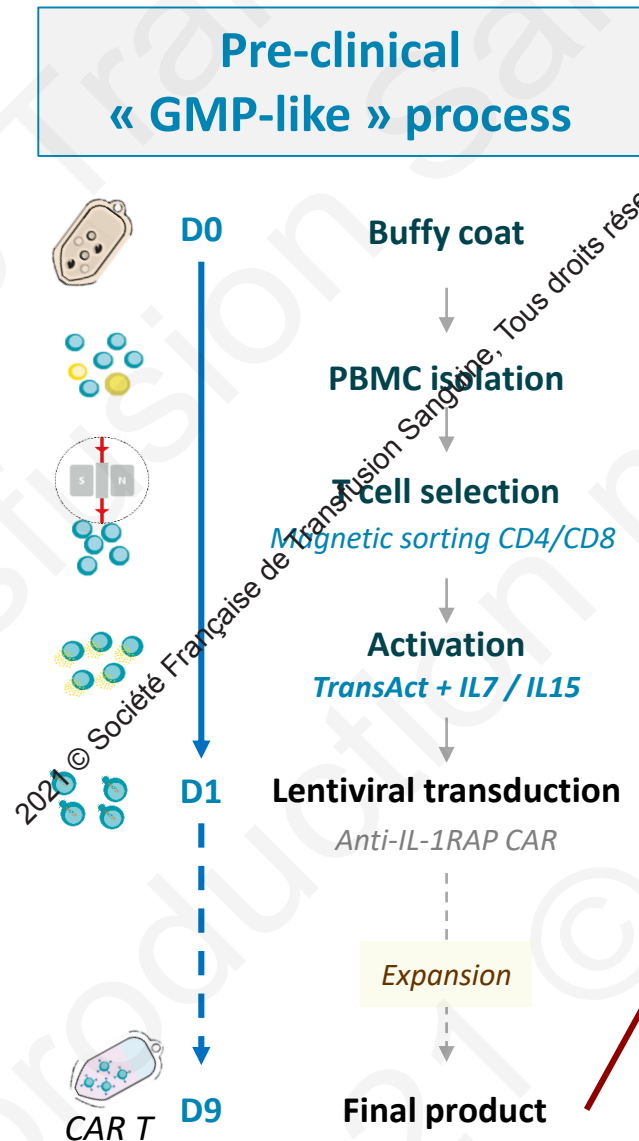 Pre-clinical
« GMP-like » process
D0
Buffy coat
PBMC isolation
S N
T cell selection
Magnetic sorting CD4/CD8
Activation
TransAct + IL7 / IL15
D1
Lentiviral transduction
Anti-IL-1RAP CAR
Expansion
CAR T
D9
Final product
2021 © Société Française de Transfusion Sanguine, Tous droits rése